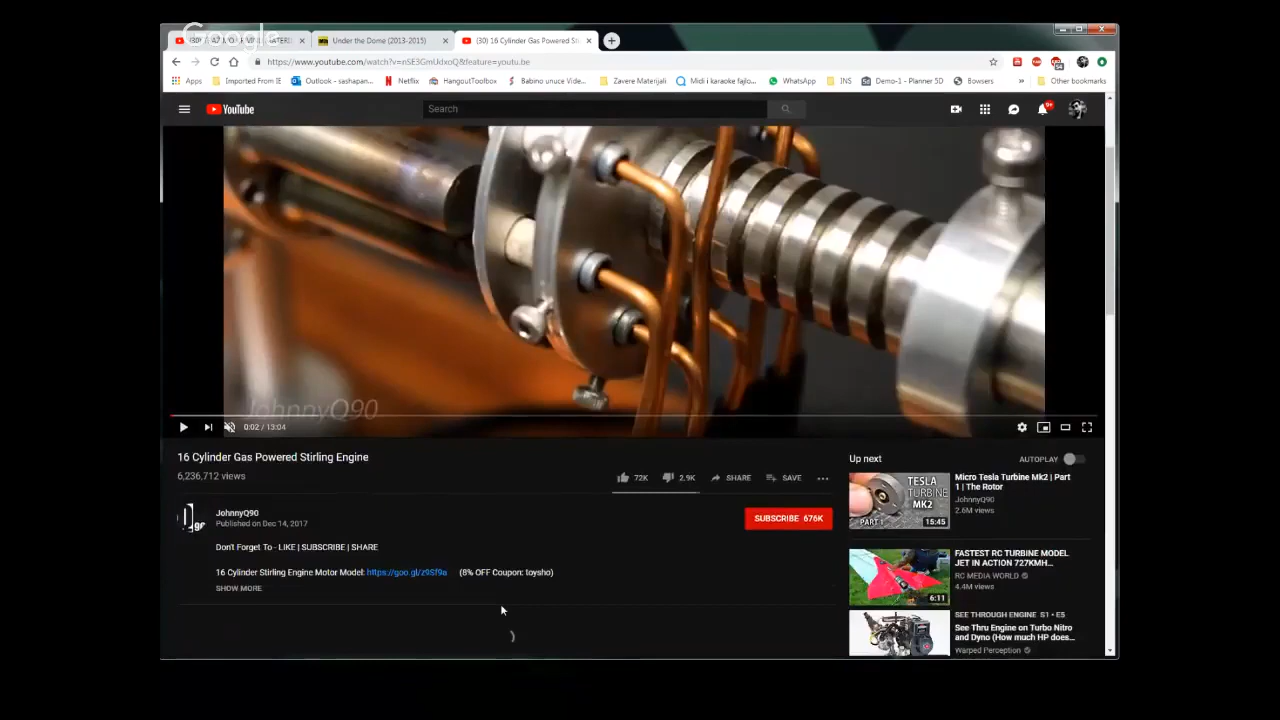 Google
Under the Dome (2013-2015)
(30) 16 Cylinder Gas Powered Sti
https://www.youtube.com/watch?v=nSE3GmUdxoQ&feature=youtu.be
Apps
Imported From IE
Outlook - sashapan...
Netflix
HangoutToolbox
Babino unuce Vide...
Zavere Materijali
Midi i karaoke fajlo...
WhatsApp
INS
Demo-1 - Planner 5D
Bowsers
»
Other bookmarks
YouTube
Search
9+
JohnnyQ90
0:02 / 13:04
16 Cylinder Gas Powered Stirling Engine
6,236,712 views
72K
2.9K
SHARE
SAVE
JohnnyQ90
Published on Dec 14, 2017
SUBSCRIBE 676K
Don't Forget To - LIKE | SUBSCRIBE | SHARE
16 Cylinder Stirling Engine Motor Model: https://goo.gl/z9Sf9a (8% OFF Coupon: toysho)
SHOW MORE
Up next
AUTOPLAY
TESLA
TURBINE
MK2
PART 1
15:45
Micro Tesla Turbine Mk2 | Part
1 | The Rotor
JohnnyQ90
2.6M views
6:11
FASTEST RC TURBINE MODEL
JET IN ACTION 727KMH...
RC MEDIA WORLD
4.4M views
SEE THROUGH ENGINE S1 • E5
See Thru Engine on Turbo Nitro
and Dyno (How much HP does...
Warped Perception